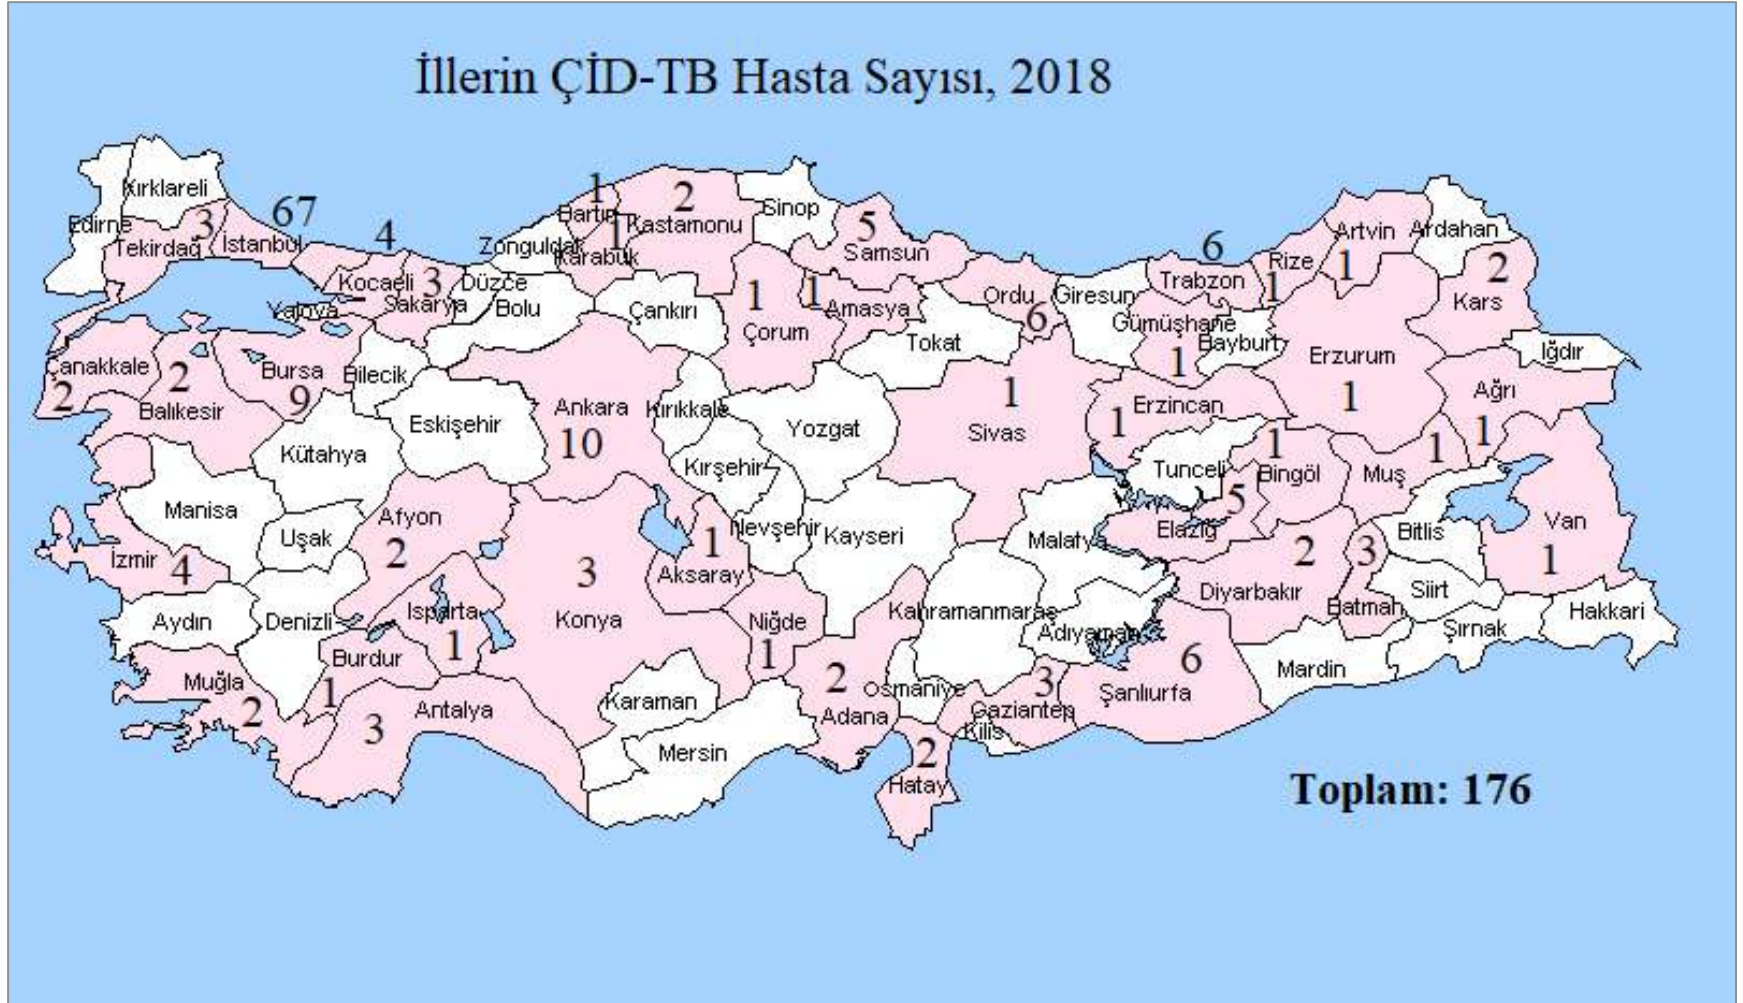 İllerin ÇİD-TB Hasta Sayısı, 2018
Kırklareli
Edirne
3
Tekirdağ
67
İstanbul
4
Kocaeli
3
Sakarya
Yalova
Düzce
Bolu
Zonguldak
1
Bartın
1
Karabük
2
Kastamonu
Sinop
5
Samsun
Çankırı
1
Çorum
1
Amasya
Tokat
Ordu
6
Giresun
6
Trabzon
Gümüşhane
1
Bayburt
Rize
1
Artvin
1
Ardahan
2
Kars
Iğdır
Erzurum
1
Ağrı
1
Çanakkale
2
2
Balıkesir
Bursa
9
Bilecik
Kütahya
Eskişehir
Ankara
10
Kırıkkale
Kırşehir
Yozgat
1
Sivas
Erzincan
1
Tunceli
1
Bingöl
1
Muş
5
Elazığ
Bitlis
Van
1
Manisa
Uşak
Afyon
2
İzmir
4
Aydın
Denizli
Isparta
1
Burdur
1
Muğla
2
Antalya
3
3
Konya
1
Aksaray
Nevşehir
Kayseri
Niğde
1
Karaman
Mersin
2
Adana
Osmaniye
Kahramanmaraş
Malatya
Adıyaman
2
Diyarbakır
3
Batman
Siirt
Şırnak
Hakkari
Mardin
6
Şanlıurfa
3
Gaziantep
Kilis
2
Hatay
Toplam: 176